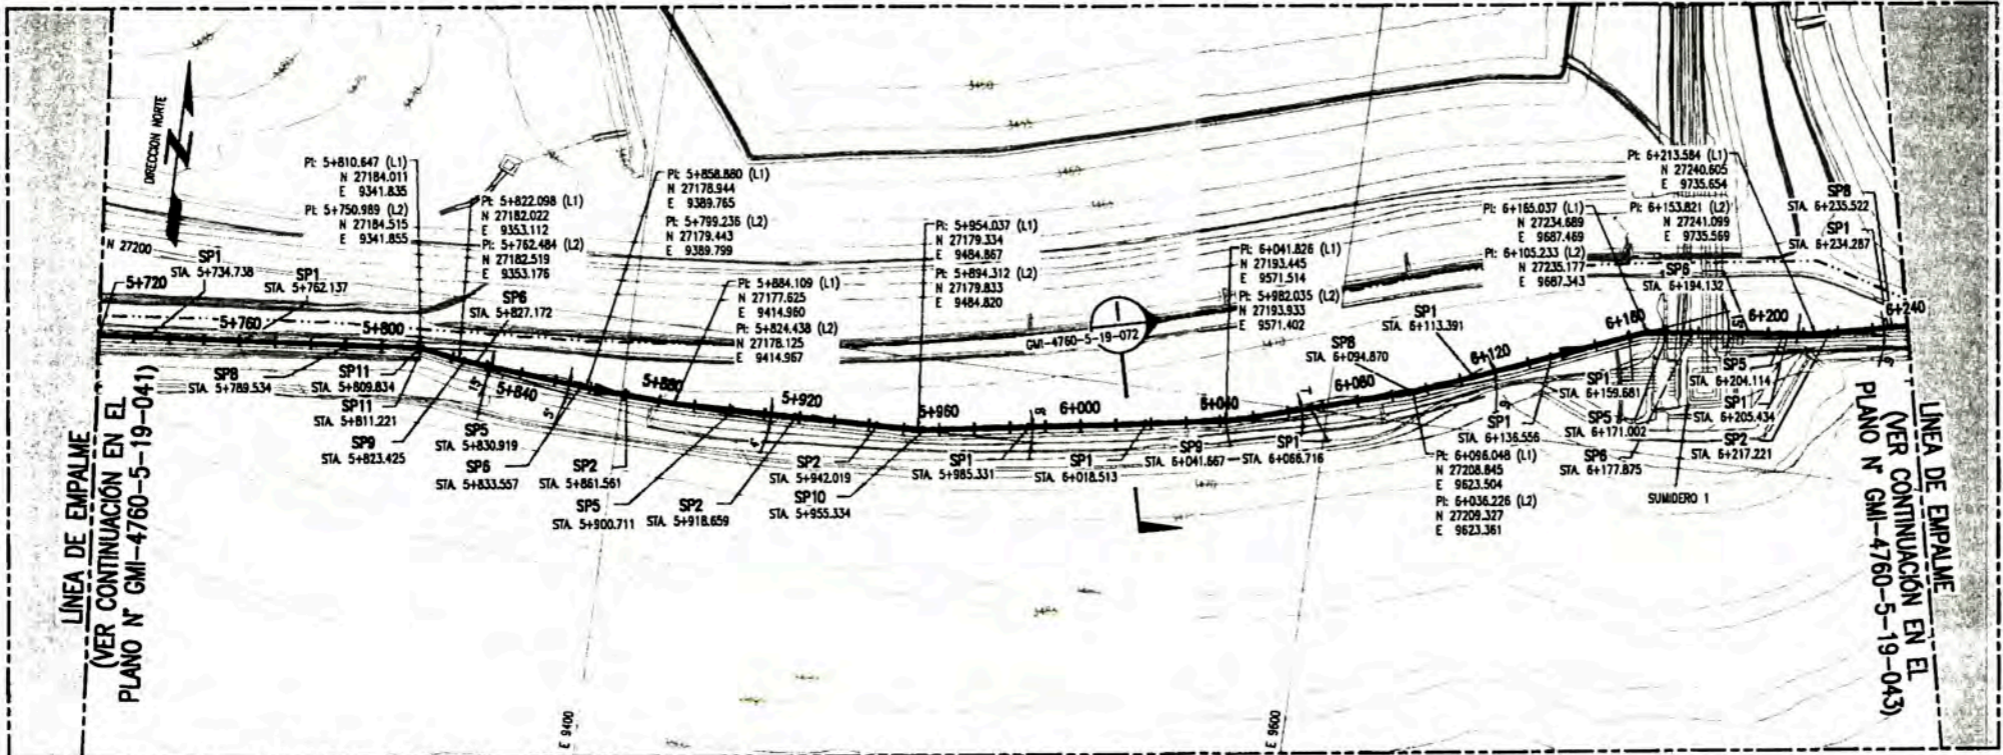 LÍNEA DE EMPALME
(VER CONTINUACIÓN EN EL
PLANO N° GMI-4760-5-19-041)
DIRECCION NORTE
N
N 27200
5+720
SP1
STA. 5+734.738
SP1
STA. 5+762.137
5+760
5+800
PI: 5+810.647 (L1)
N 27184.011
E 9341.835
PI: 5+750.989 (L2)
N 27184.515
E 9341.855
PI: 5+822.098 (L1)
N 27182.022
E 9353.112
PI: 5+762.484 (L2)
N 27182.519
E 9353.176
SP6
STA. 5+827.172
PI: 5+858.880 (L1)
N 27178.944
E 9389.765
PI: 5+799.236 (L2)
N 27179.443
E 9389.799
PI: 5+884.109 (L1)
N 27177.625
E 9414.960
PI: 5+824.438 (L2)
N 27178.125
E 9414.967
PI: 5+954.037 (L1)
N 27179.334
E 9484.867
PI: 5+894.312 (L2)
N 27179.833
E 9484.820
GMI-4760-5-19-072
PI: 6+041.826 (L1)
N 27193.445
E 9571.514
PI: 5+982.035 (L2)
N 27193.933
E 9571.402
SP8
STA. 6+094.870
SP1
STA. 6+113.391
PI: 6+165.037 (L1)
N 27234.689
E 9687.469
PI: 6+105.233 (L2)
N 27235.177
E 9687.343
PI: 6+213.584 (L1)
N 27240.605
E 9735.654
PI: 6+153.821 (L2)
N 27241.099
E 9735.569
SP6
STA. 6+194.132
SP8
STA. 6+235.522
SP1
STA. 6+234.287
SP8
STA. 5+789.534
SP11
STA. 5+809.834
SP11
STA. 5+811.221
SP9
STA. 5+823.425
5+840
SP5
STA. 5+830.919
SP6
STA. 5+833.557
5+880
SP2
STA. 5+861.561
SP5
STA. 5+900.711
SP2
STA. 5+918.659
5+920
SP2
STA. 5+942.019
SP10
STA. 5+955.334
5+960
SP1
STA. 5+985.331
6+000
SP1
STA. 6+018.513
6+040
SP9
STA. 6+041.667
SP1
STA. 6+066.716
6+080
PI: 6+096.048 (L1)
N 27208.845
E 9623.504
PI: 6+036.226 (L2)
N 27209.327
E 9623.361
6+120
SP1
STA. 6+136.556
SP1
STA. 6+159.681
6+160
SP5
STA. 6+171.002
SP6
STA. 6+177.875
SUMIDERO 1
6+200
SP5
STA. 6+204.114
SP1
STA. 6+205.434
SP2
STA. 6+217.221
6+240
3450
3455
3460
E 9400
E 9600
LÍNEA DE EMPALME
(VER CONTINUACIÓN EN EL
PLANO N° GMI-4760-5-19-043)